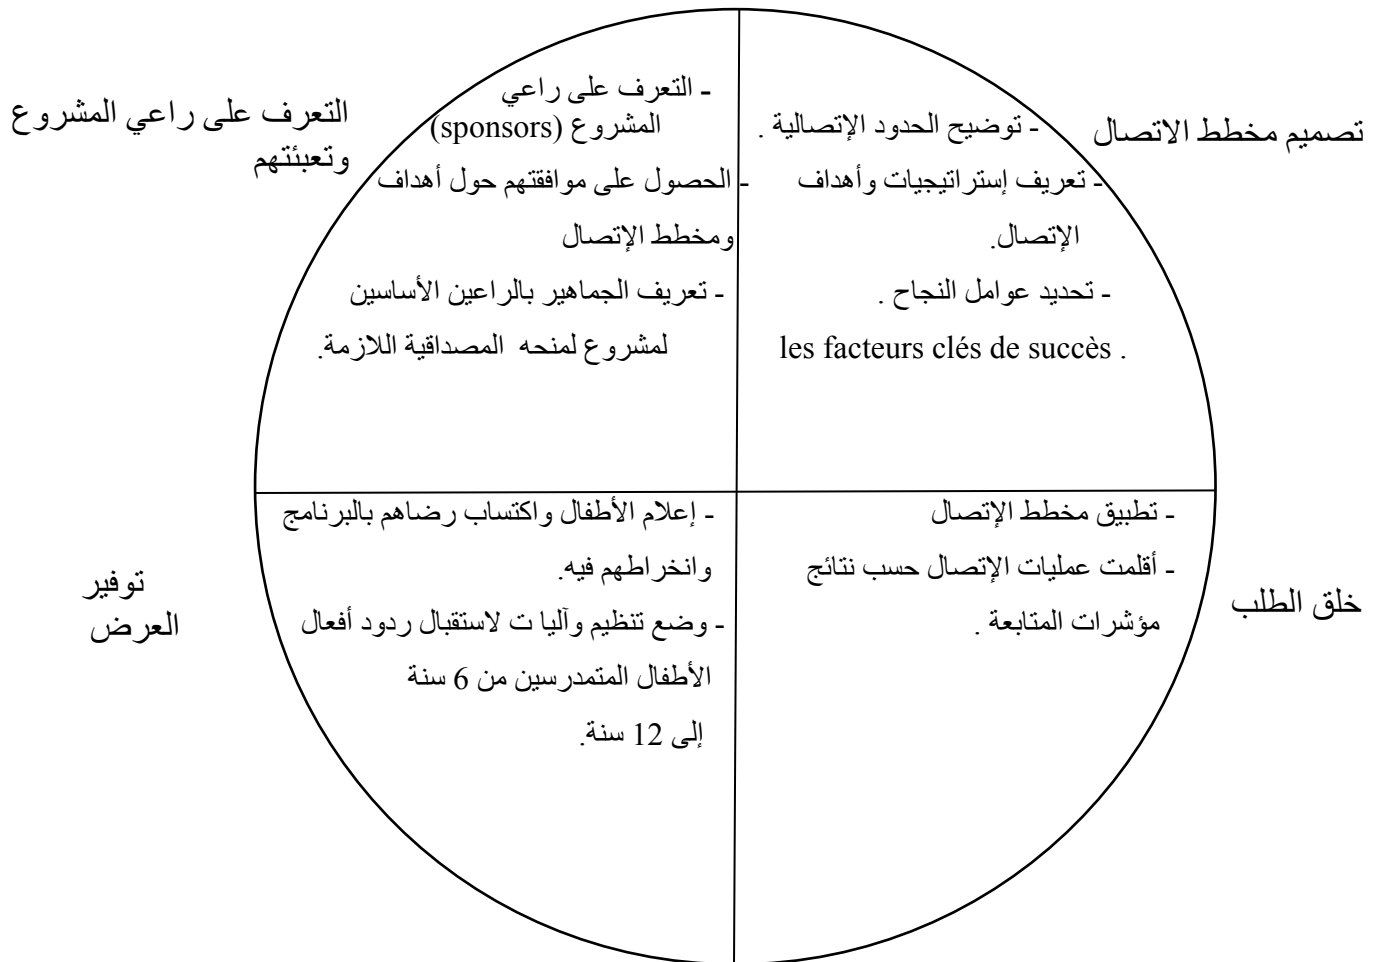 تصميم مخطط الاتصال
- توضيح الحدود الإتصالية .
- تعريف إستراتيجيات وأهداف
الإتصال.
- تحديد عوامل النجاح .
les facteurs clés de succès .
التعرف على راعي المشروع
وتعبئتهم
- التعرف على راعي
المشروع (sponsors)
- الحصول على موافقتهم حول أهداف
ومخطط الإتصال
- تعريف الجماهير بالراعين الأساسين
لمشروع لمنحه المصداقية اللازمة.
خلق الطلب
- تطبيق مخطط الإتصال
- أقلمت عمليات الإتصال حسب نتائج
مؤشرات المتابعة .
توفير
العرض
- إعلام الأطفال واكتساب رضاهم بالبرنامج
وانخراطهم فيه.
- وضع تنظيم وآليا ت لاستقبال ردود أفعال
الأطفال المتمدرسين من 6 سنة
إلى 12 سنة.